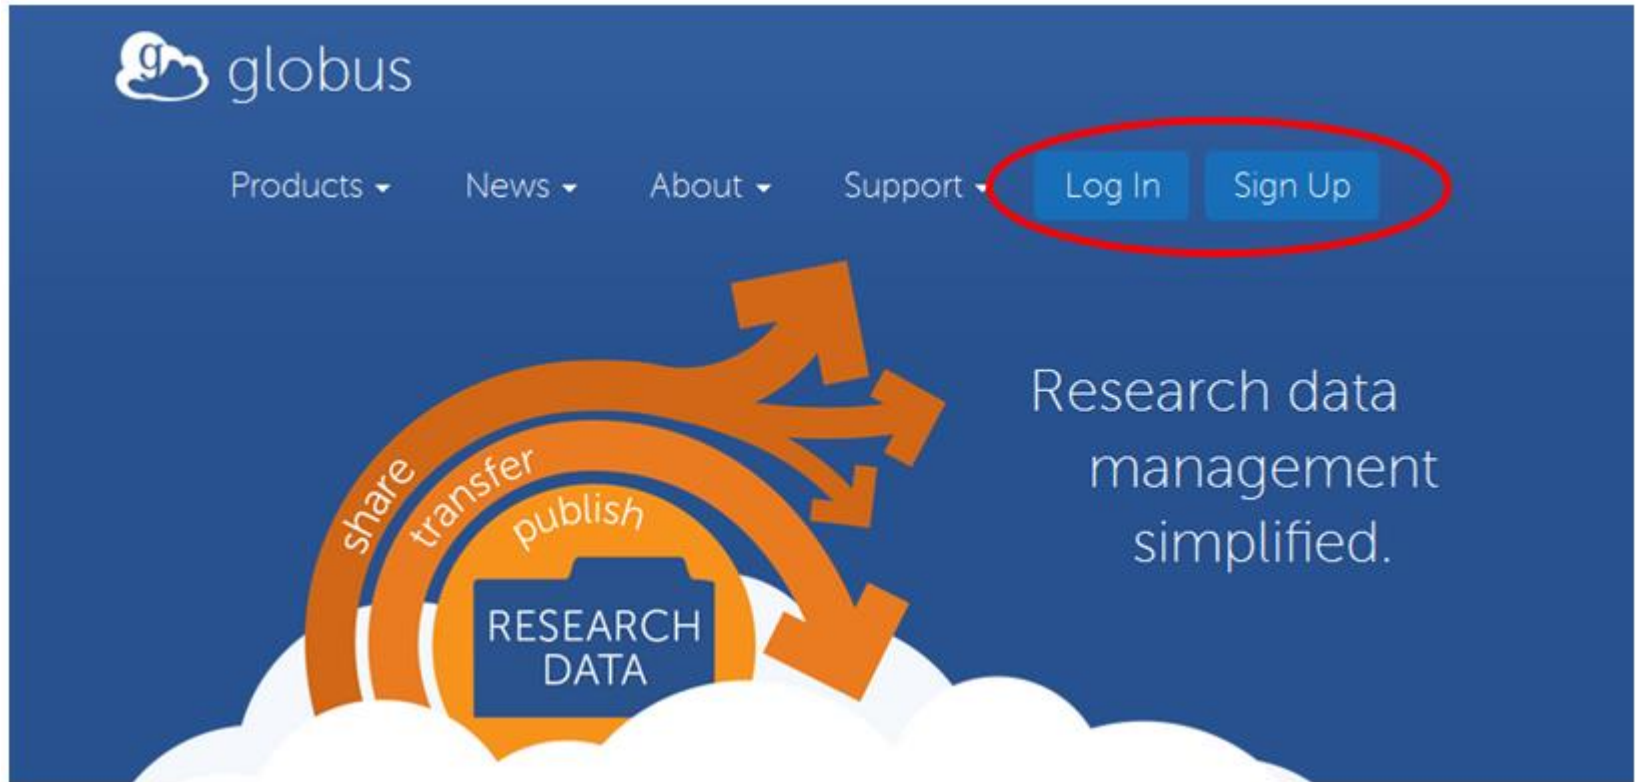 globus
Products News About Support Log In Sign Up
Research data
management
simplified.
share
transfer
publish
RESEARCH
DATA